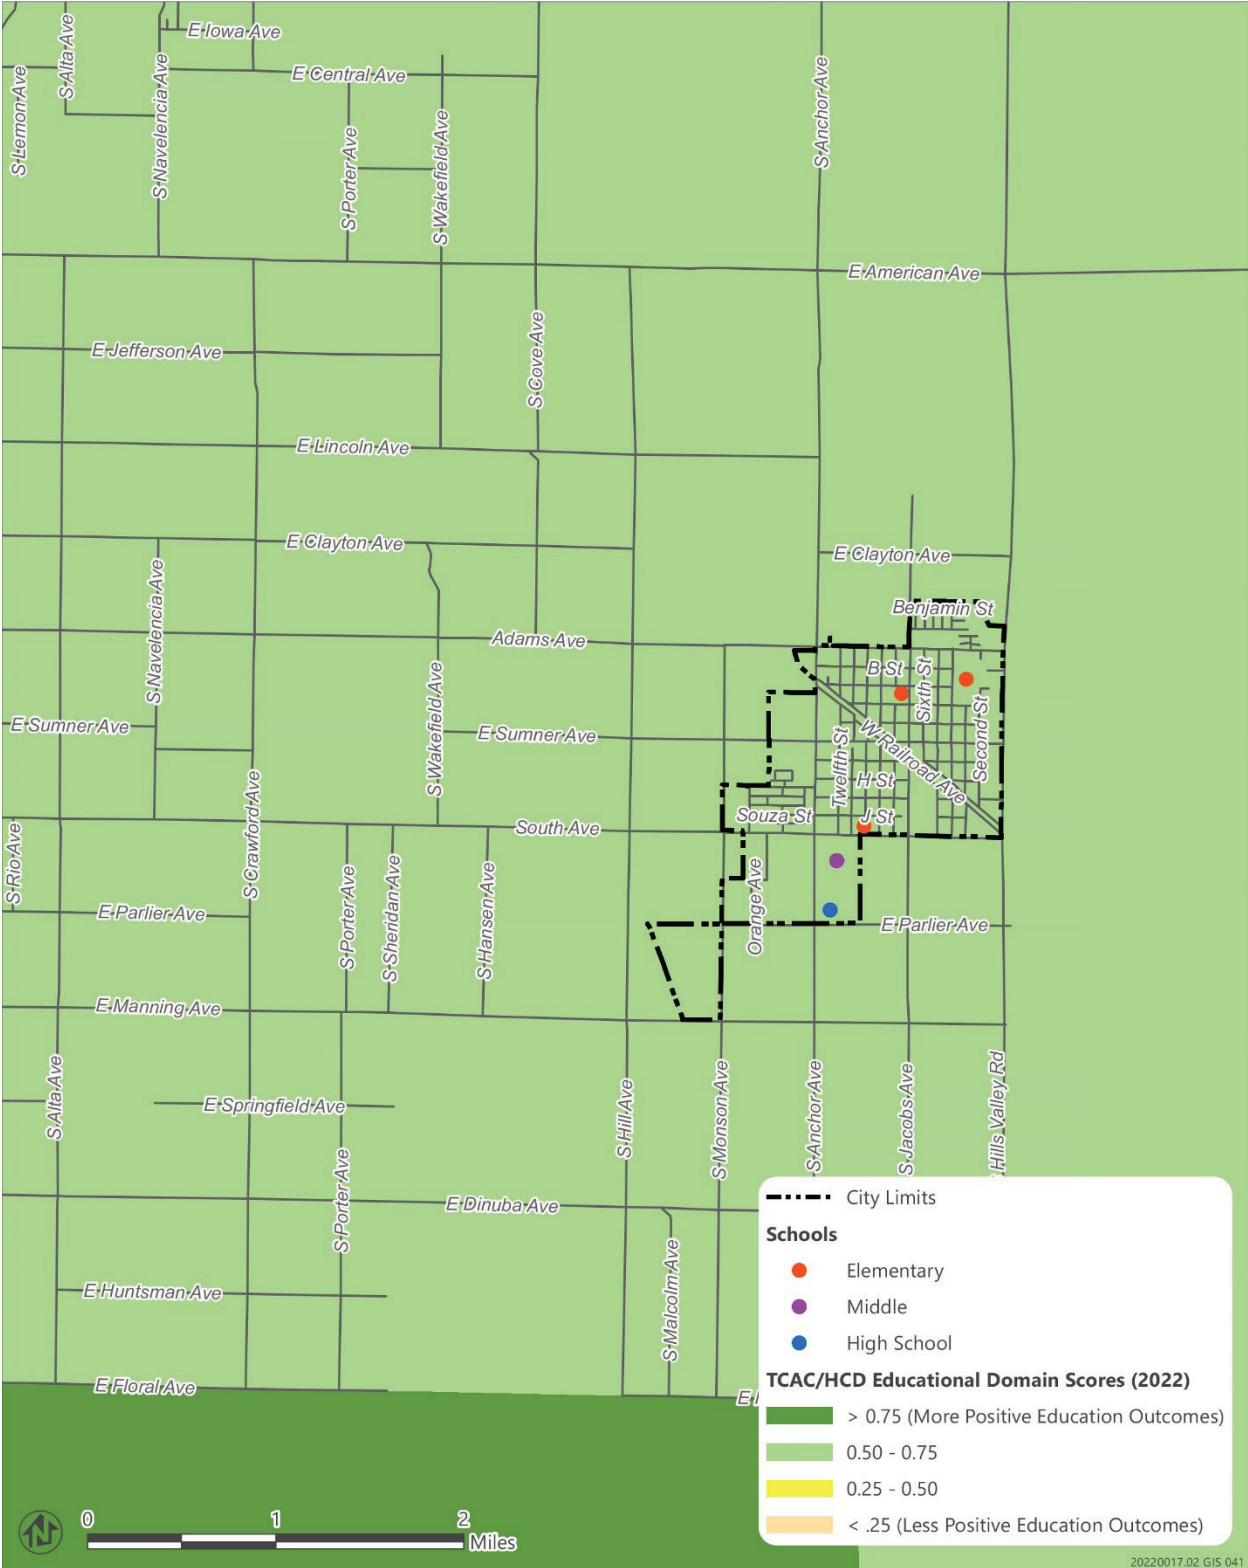 E Iowa Ave
S Alta Ave
S Navelencia Ave
S Lemon Ave
E Central Ave
S Anchor Ave
S Porter Ave
S Wakefield Ave
E American Ave
E Jefferson Ave
S Cove Ave
E Lincoln Ave
E Clayton Ave
E Clayton Ave
S Navelencia Ave
Benjamin St
Adams Ave
B St
Sixth St
S Wakefield Ave
E Sumner Ave
E Sumner Ave
Second St
Twelfth St
W Railroad Ave
H St
S Crawford Ave
Souza St
J St
South Ave
S Rio Ave
S Porter Ave
S Sheridan Ave
S Hansen Ave
Orange Ave
E Parlier Ave
E Parlier Ave
E Manning Ave
S Alta Ave
E Springfield Ave
S Hill Ave
S Monson Ave
S Anchor Ave
S Jacobs Ave
Hills Valley Rd
S Porter Ave
E Dinuba Ave
S Malcolm Ave
E Huntsman Ave
E Floral Ave
E
City Limits
Schools
Elementary
Middle
High School
TCAC/HCD Educational Domain Scores (2022)
> 0.75 (More Positive Education Outcomes)
0.50 - 0.75
0.25 - 0.50
< .25 (Less Positive Education Outcomes)
N
0 1 2
Miles
20220017.02 GIS 041